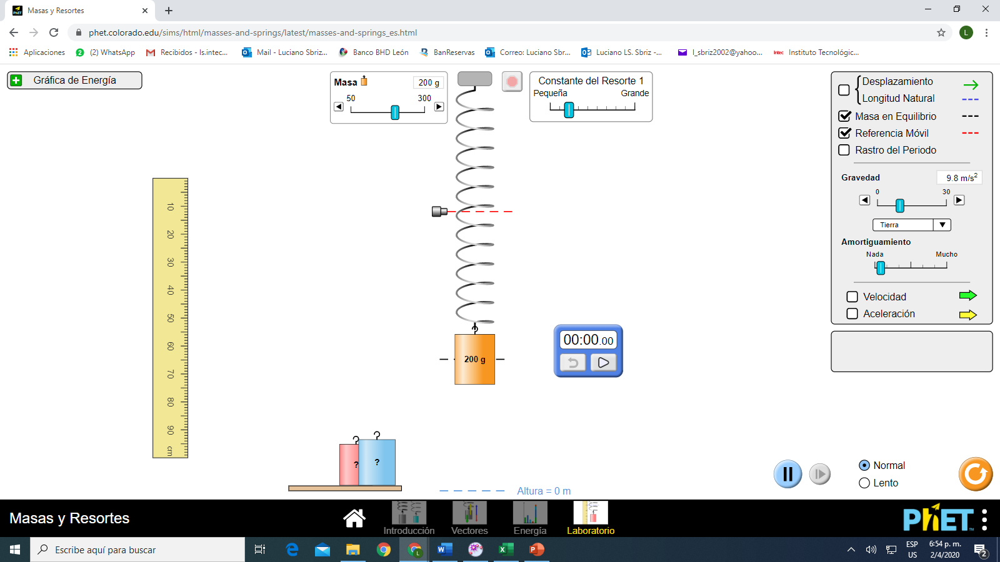 Masas y Resortes
phet.colorado.edu/sims/html/masses-and-springs/latest/masses-and-springs_es.html
L
Aplicaciones
(2) WhatsApp
Recibidos - ls.intec...
Mail - Luciano Sbriz...
Banco BHD León
BanReservas
Correo: Luciano Sbr...
Luciano LS. Sbriz -...
l_sbriz2002@yahoo...
Instituto Tecnológic...
Gráfica de Energía
Masa
200 g
50
300
Constante del Resorte 1
Pequeña
Grande
Desplazamiento
Longitud Natural
Masa en Equilibrio
Referencia Móvil
Rastro del Periodo
Gravedad
9.8 m/s²
0
30
Tierra
Amortiguamiento
Nada
Mucho
Velocidad
Aceleración
10
20
30
40
50
60
70
80
90
cm
200 g
00:00.00
?
?
Altura = 0 m
Normal
Lento
Masas y Resortes
Introducción
Vectores
Energía
Laboratorio
PhET
Escribe aquí para buscar
ESP
US
6:54 p. m.
2/4/2020
2